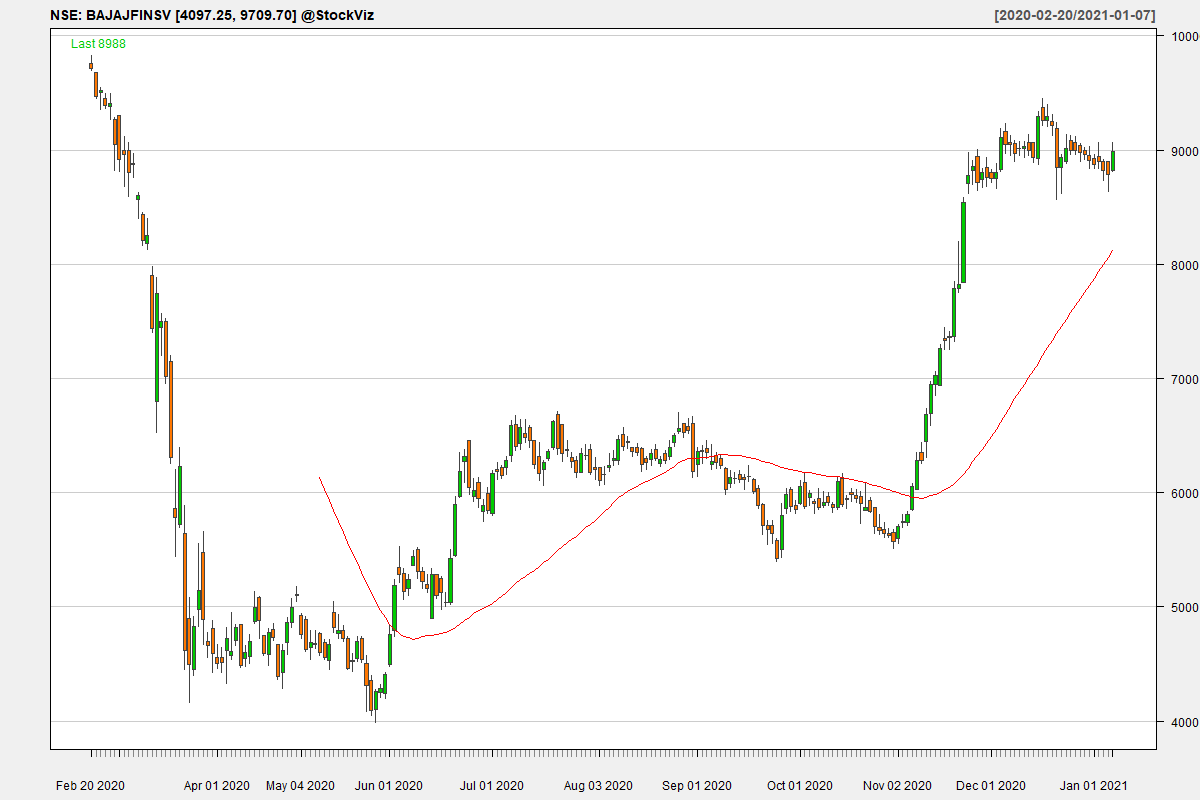 NSE: BAJAJFINSV [4097.25, 9709.70] @StockViz [2020-02-20/2021-01-07]
Last 8988
1000
9000
8000
7000
6000
5000
4000
Feb 20 2020 Apr 01 2020 May 04 2020 Jun 01 2020 Jul 01 2020 Aug 03 2020 Sep 01 2020 Oct 01 2020 Nov 02 2020 Dec 01 2020 Jan 01 2021